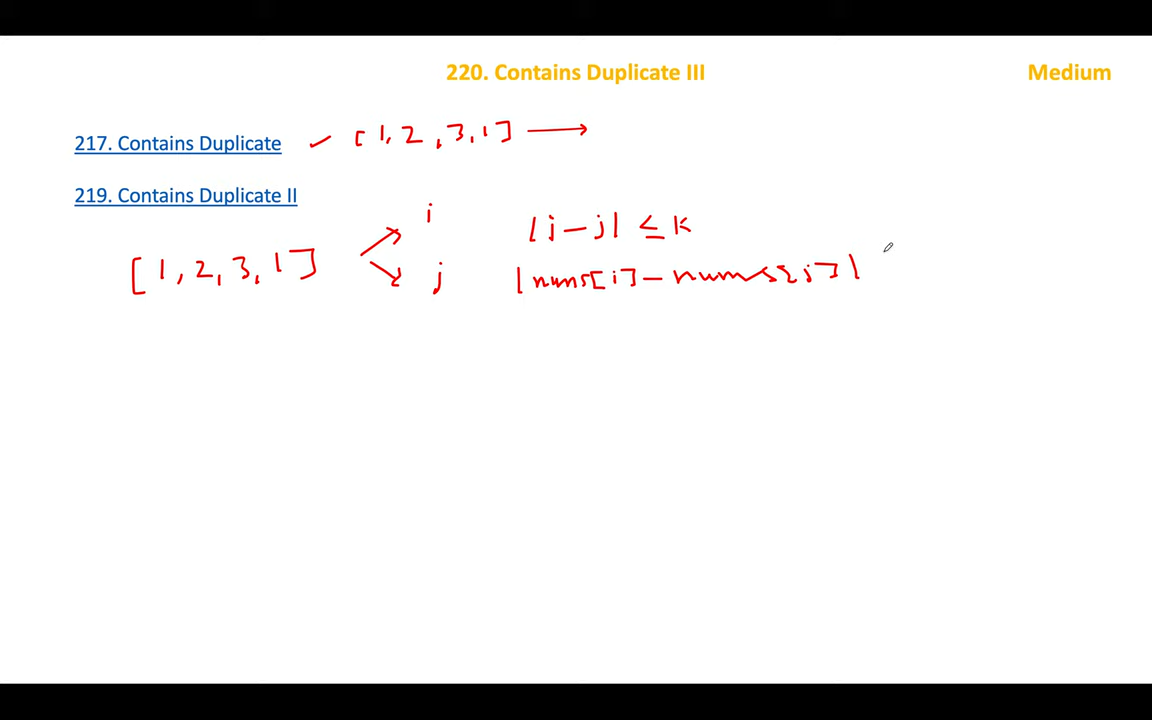 220. Contains Duplicate III
Medium
217. Contains Duplicate ✓ [1,2,3,1] →
219. Contains Duplicate II
i
|i-j| ≤ k
[1,2,3,1]
j
|nums[i]-nums[j]|